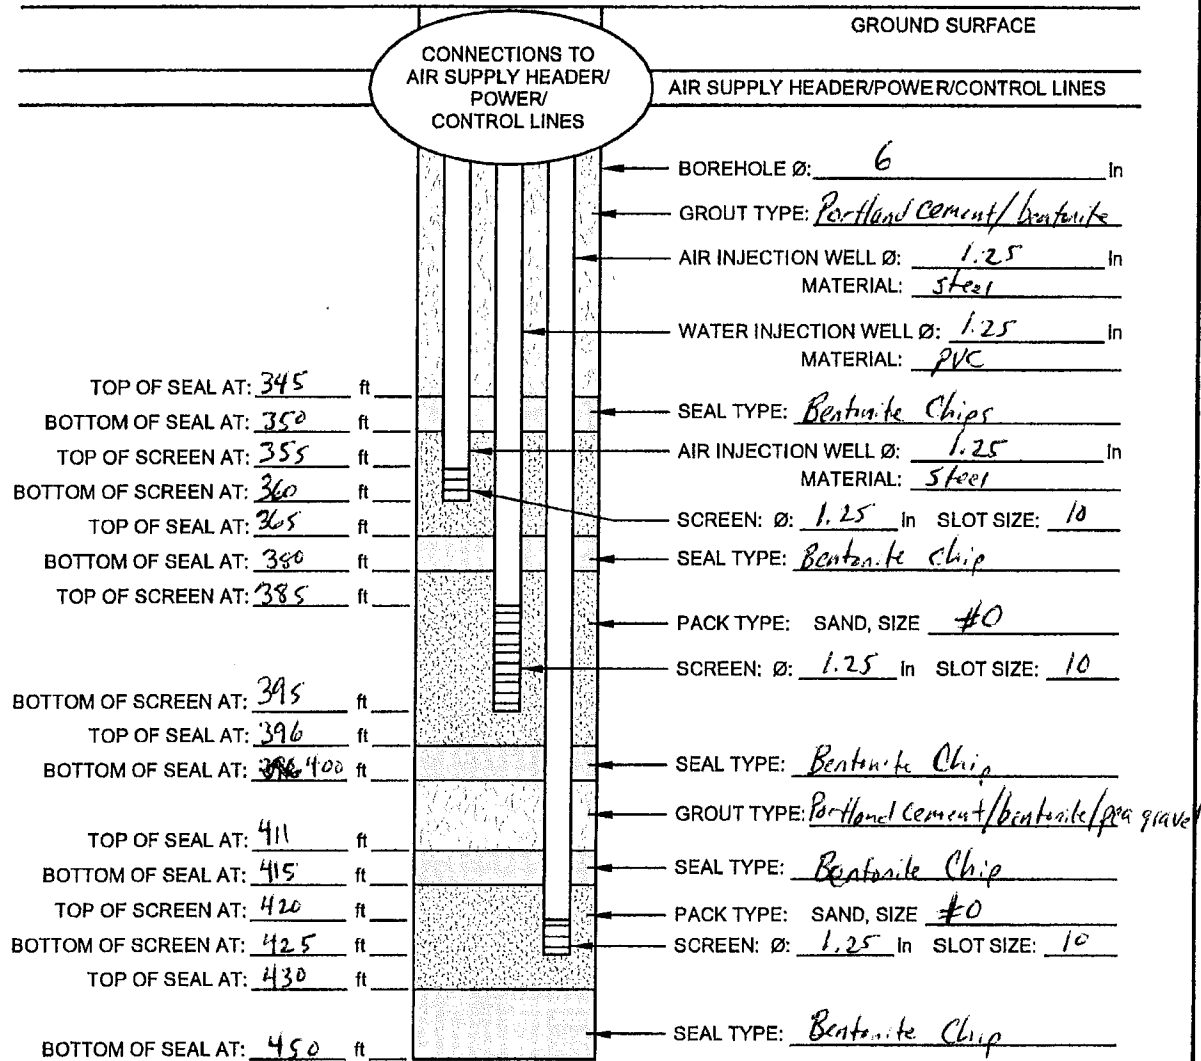 GROUND SURFACE
CONNECTIONS TO
AIR SUPPLY HEADER/
POWER/
CONTROL LINES
AIR SUPPLY HEADER/POWER/CONTROL LINES
BOREHOLE Ø: 6 in
GROUT TYPE: Portland cement/bentonite
AIR INJECTION WELL Ø: 1.25 in
MATERIAL: steel
WATER INJECTION WELL Ø: 1.25 in
MATERIAL: PVC
TOP OF SEAL AT: 345 ft
SEAL TYPE: Bentonite Chips
BOTTOM OF SEAL AT: 350 ft
AIR INJECTION WELL Ø: 1.25 in
TOP OF SCREEN AT: 355 ft
MATERIAL: Steel
BOTTOM OF SCREEN AT: 360 ft
SCREEN: Ø: 1.25 in SLOT SIZE: 10
TOP OF SEAL AT: 365 ft
SEAL TYPE: Bentonite Chip
BOTTOM OF SEAL AT: 380 ft
TOP OF SCREEN AT: 385 ft
PACK TYPE: SAND, SIZE #0
SCREEN: Ø: 1.25 in SLOT SIZE: 10
BOTTOM OF SCREEN AT: 395 ft
TOP OF SEAL AT: 396 ft
BOTTOM OF SEAL AT: 400 ft
SEAL TYPE: Bentonite Chip
GROUT TYPE: Portland cement/bentonite/pea gravel
TOP OF SEAL AT: 411 ft
BOTTOM OF SEAL AT: 415 ft
SEAL TYPE: Bentonite Chip
TOP OF SCREEN AT: 420 ft
PACK TYPE: SAND, SIZE #0
BOTTOM OF SCREEN AT: 425 ft
SCREEN: Ø: 1.25 in SLOT SIZE: 10
TOP OF SEAL AT: 430 ft
SEAL TYPE: Bentonite Chip
BOTTOM OF SEAL AT: 450 ft